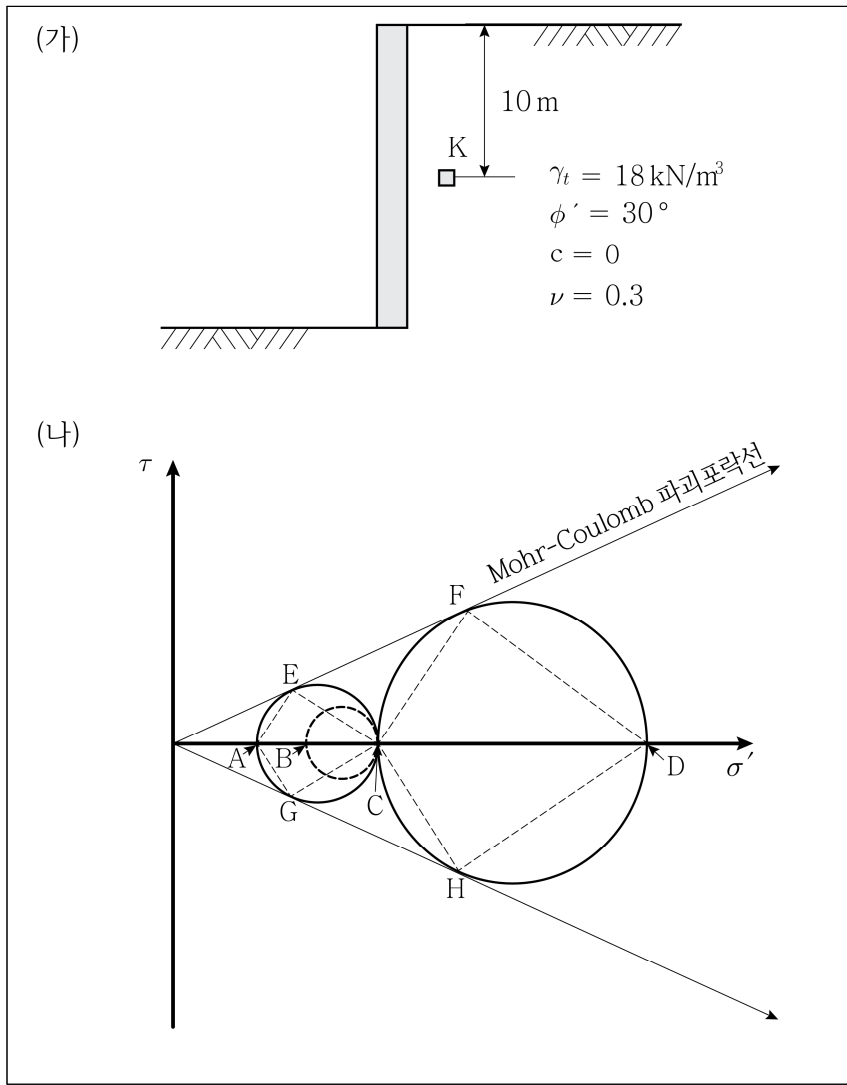 (가)
10 m
K
γt = 18 kN/m³
ϕ´ = 30°
c = 0
ν = 0.3
(나)
τ
Mohr-Coulomb 파괴포락선
F
E
A
B
C
D
σ′
G
H